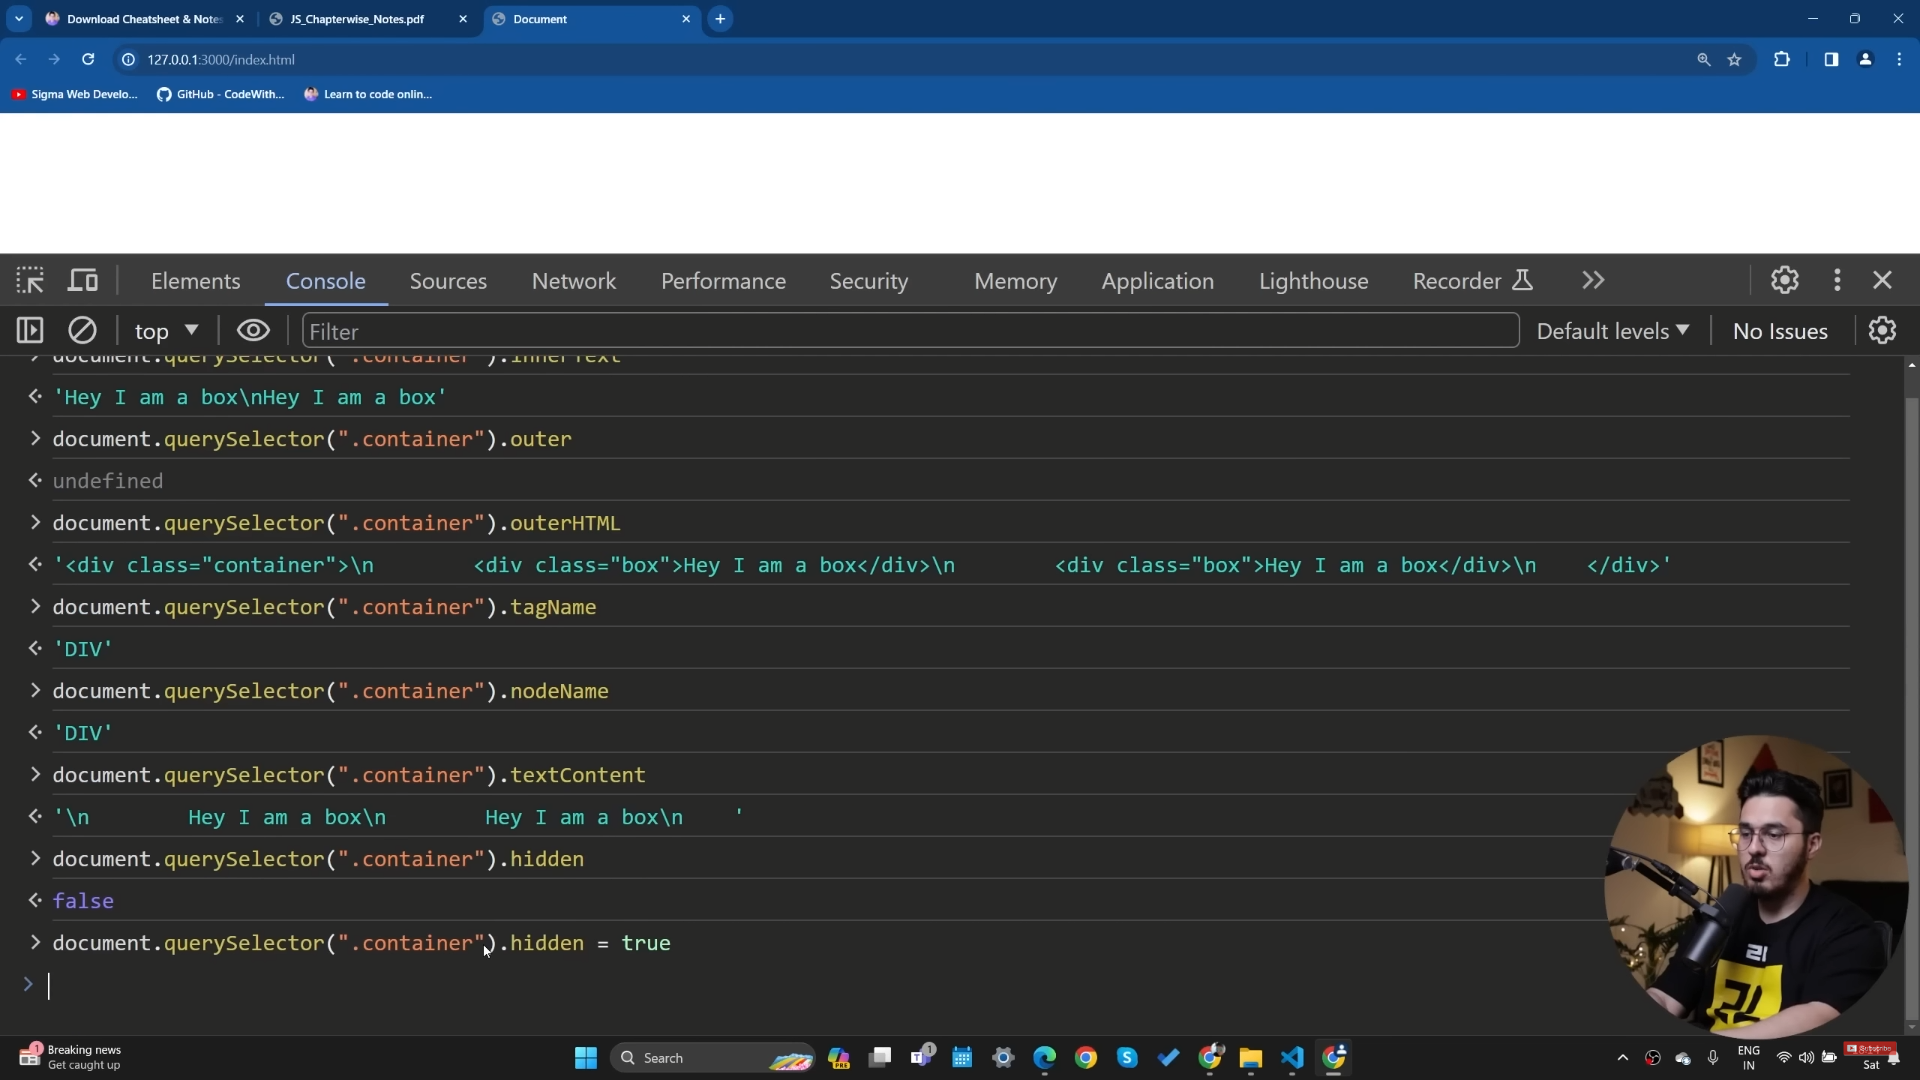 Download Cheatsheet & Notes
JS_Chapterwise_Notes.pdf
Document
127.0.0.1:3000/index.html
Sigma Web Develo...
GitHub - CodeWith...
Learn to code onlin...
Elements
Console
Sources
Network
Performance
Security
Memory
Application
Lighthouse
Recorder
top
Filter
Default levels
No Issues
document.querySelector(".container").innerText
'Hey I am a box\nHey I am a box'
document.querySelector(".container").outer
undefined
document.querySelector(".container").outerHTML
'<div class="container">\n        <div class="box">Hey I am a box</div>\n        <div class="box">Hey I am a box</div>\n    </div>'
document.querySelector(".container").tagName
'DIV'
document.querySelector(".container").nodeName
'DIV'
document.querySelector(".container").textContent
'\n        Hey I am a box\n        Hey I am a box\n    '
document.querySelector(".container").hidden
false
document.querySelector(".container").hidden = true
Breaking news
Get caught up
1
Search
PRE
1
ENG
IN
Subscribe
Sat